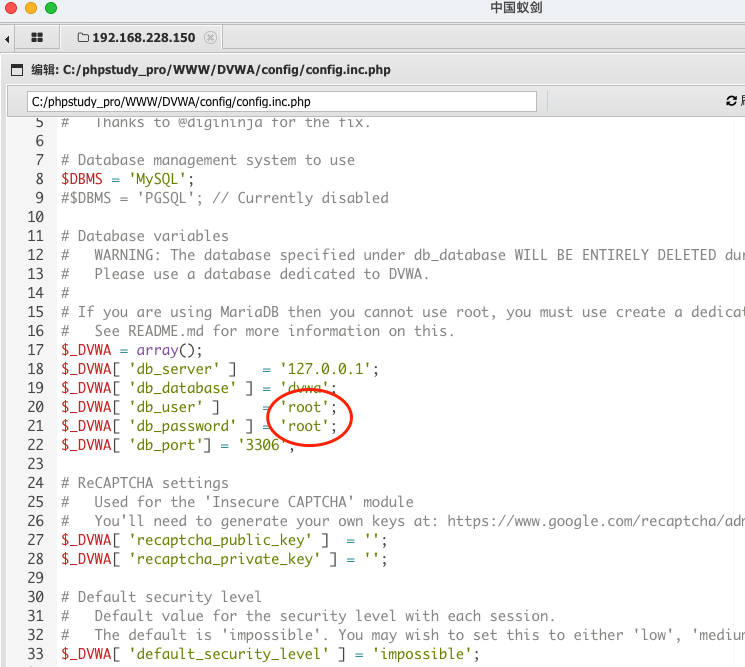 中国蚁剑
192.168.228.150
编辑: C:/phpstudy_pro/WWW/DVWA/config/config.inc.php
C:/phpstudy_pro/WWW/DVWA/config/config.inc.php
5 #   Thanks to @digininja for the fix.
6
7 # Database management system to use
8 $DBMS = 'MySQL';
9 #$DBMS = 'PGSQL'; // Currently disabled
10
11 # Database variables
12 #   WARNING: The database specified under db_database WILL BE ENTIRELY DELETED du
13 #   Please use a database dedicated to DVWA.
14 #
15 # If you are using MariaDB then you cannot use root, you must use create a dedicat
16 #   See README.md for more information on this.
17 $_DVWA = array();
18 $_DVWA[ 'db_server' ]   = '127.0.0.1';
19 $_DVWA[ 'db_database' ] = 'dvwa';
20 $_DVWA[ 'db_user' ]     = 'root';
21 $_DVWA[ 'db_password' ] = 'root';
22 $_DVWA[ 'db_port'] = '3306';
23
24 # ReCAPTCHA settings
25 #   Used for the 'Insecure CAPTCHA' module
26 #   You'll need to generate your own keys at: https://www.google.com/recaptcha/ad
27 $_DVWA[ 'recaptcha_public_key' ]  = '';
28 $_DVWA[ 'recaptcha_private_key' ] = '';
29
30 # Default security level
31 #   Default value for the security level with each session.
32 #   The default is 'impossible'. You may wish to set this to either 'low', 'mediu
33 $_DVWA[ 'default_security_level' ] = 'impossible';